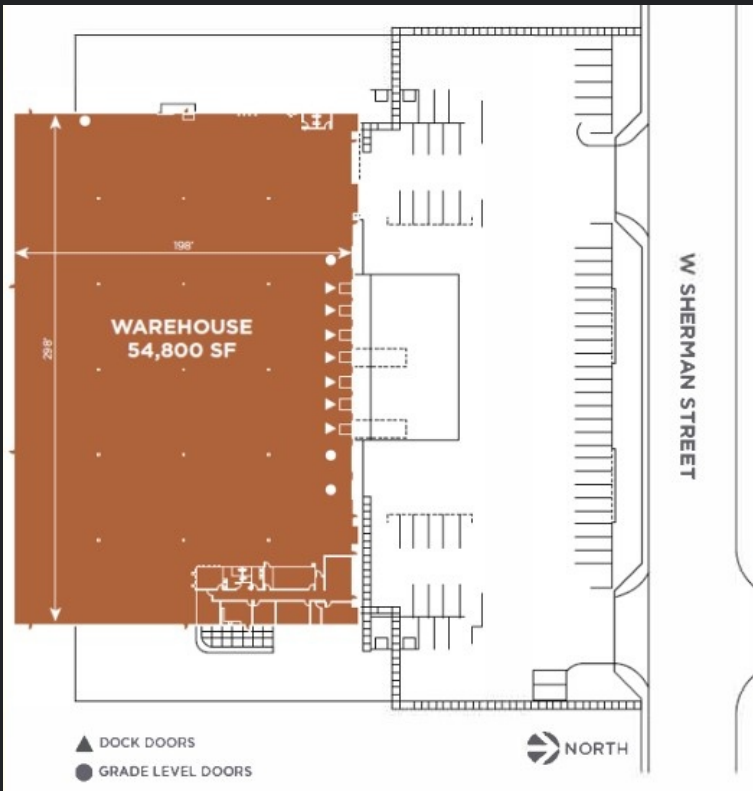 198'
WAREHOUSE
54,800 SF
298'
W SHERMAN STREET
DOCK DOORS
GRADE LEVEL DOORS
NORTH